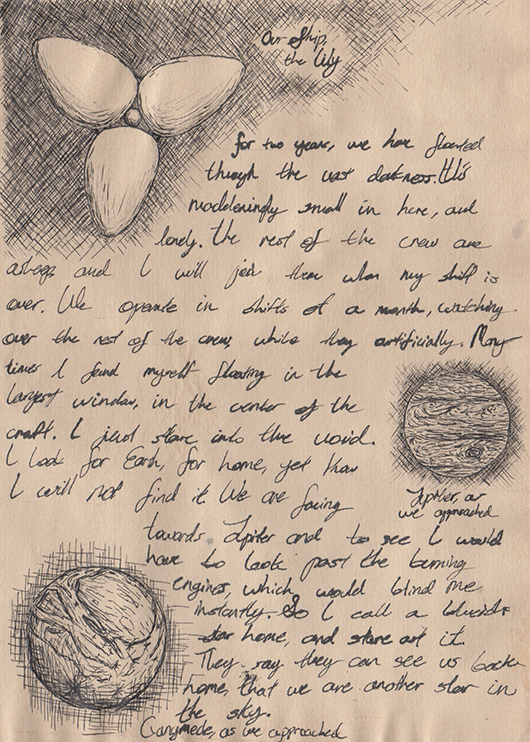 Our Ship,
the Lily
For two years, we have floated
through the vast darkness. It's
maddeningly small in here, and
lonely. The rest of the crew are
asleep and I will join them when my shift is
over. We operate in shifts of a month, watching
over the rest of the crew, while they artificially. Many
times I found myself floating in the
largest window, in the center of the
craft. I just stare into the void.
I look for Earth, for home, yet know
I will not find it. We are facing
Jupiter, as
we approached
towards Jupiter and to see I would
have to look past the burning
engines, which would blind me
instantly. So I call a
star home, and stare at it.
They say they can see us back
home, that we are another star in
the sky.
Ganymede, as we approached